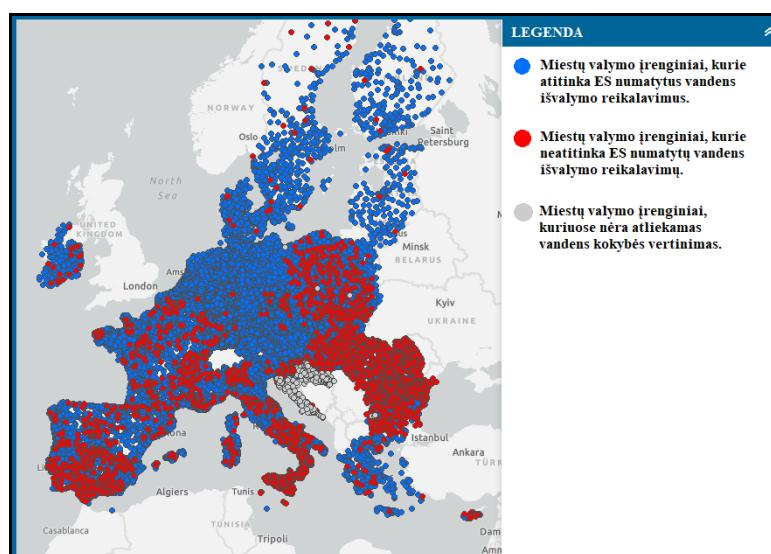 LEGENDA
Miestų valymo įrenginiai, kurie
atitinka ES numatytus vandens
išvalymo reikalavimus.
Miestų valymo įrenginiai, kurie
neatitinka ES numatytų vandens
išvalymo reikalavimų.
Miestų valymo įrenginiai,
kuriuose nėra atliekamas
vandens kokybės vertinimas.
NORWAY
Oslo
Saint
Petersburg
North
Sea
UNITED
KINGDOM
London
Minsk
BELARUS
Kyiv
UKRAINE
Istanbul
Ankara
Algiers
Tunis
TUNISIA
Casablanca
Tripoli